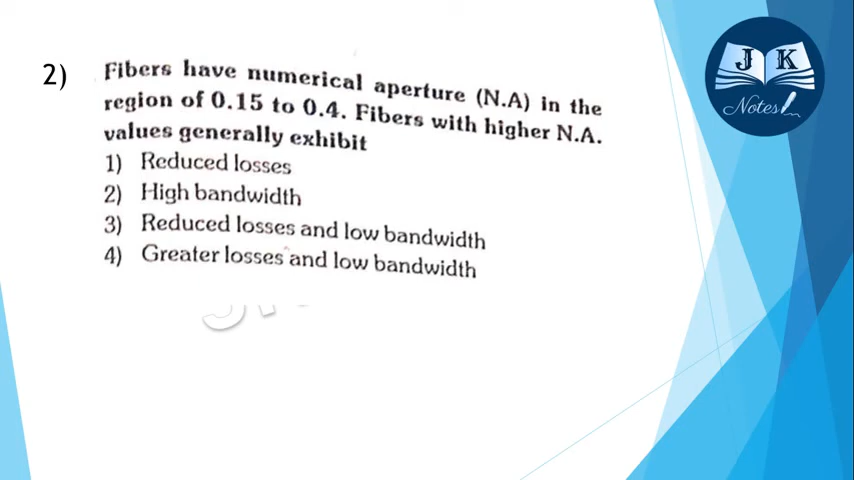 J K
Notes
2) Fibers have numerical aperture (N.A) in the
region of 0.15 to 0.4. Fibers with higher N.A.
values generally exhibit
1) Reduced losses
2) High bandwidth
3) Reduced losses and low bandwidth
4) Greater losses and low bandwidth